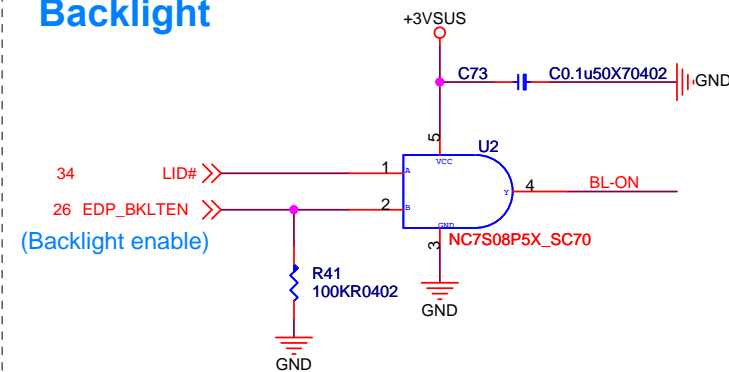 Backlight
+3VSUS
C73
C0.1u50X70402
GND
5
U2
VCC
34
LID#
1
A
26
EDP_BKLTEN
2
B
Y
4
BL-ON
(Backlight enable)
GND
3
NC7S08P5X_SC70
R41
100KR0402
GND
GND